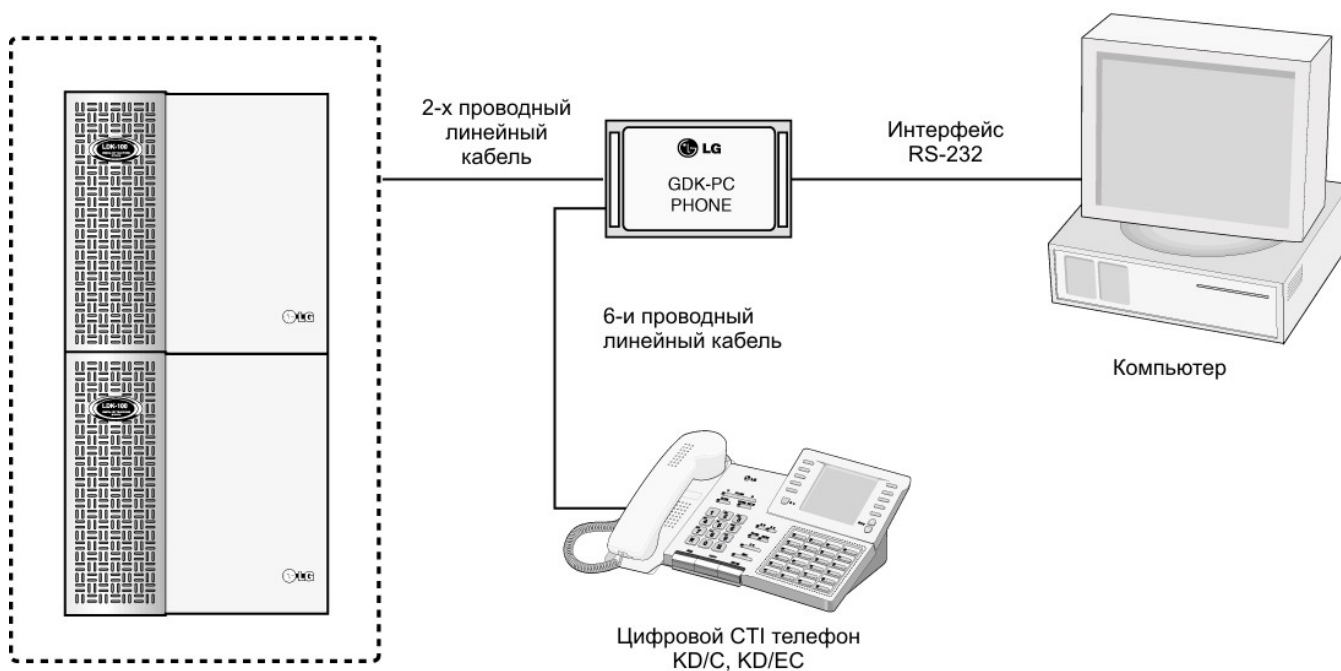 2-х проводный
линейный
кабель
LG
GDK-PC
PHONE
Интерфейс
RS-232
LDK-100
LG
6-и проводный
линейный кабель
Компьютер
LDK-100
LG
Цифровой CTI телефон
KD/C, KD/EC